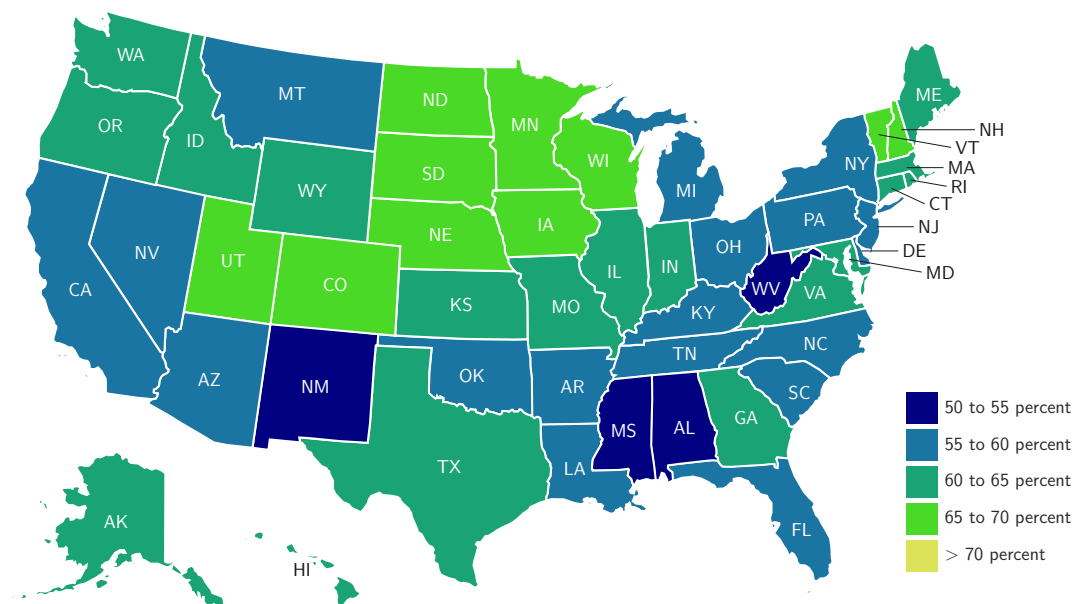 WA
ME
MT
ND
MN
OR
NH
ID
VT
WI
NY
MA
SD
WY
MI
RI
CT
PA
NE
IA
NJ
OH
NV
DE
UT
IL
IN
MD
CO
CA
WV
VA
KS
MO
KY
NC
TN
AZ
OK
NM
AR
SC
50 to 55 percent
GA
MS
AL
55 to 60 percent
TX
LA
60 to 65 percent
AK
65 to 70 percent
FL
> 70 percent
HI